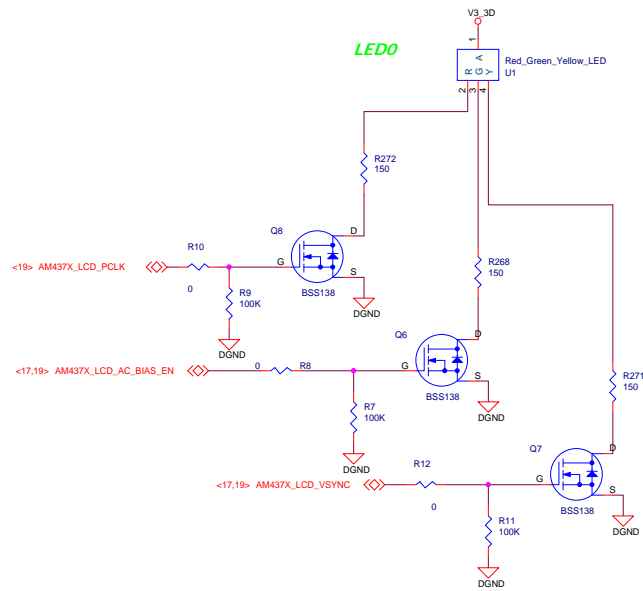 V3_3D
LED0
1
A
R
G
Y
Red_Green_Yellow_LED
U1
2
3
4
R272
150
Q8
D
R10
<19> AM437X_LCD_PCLK
G
0
S
BSS138
R9
100K
DGND
DGND
R268
150
Q6
D
<17,19> AM437X_LCD_AC_BIAS_EN
0
R8
G
S
BSS138
R7
100K
DGND
DGND
R271
150
Q7
D
R12
<17,19> AM437X_LCD_VSYNC
G
0
S
BSS138
R11
100K
DGND
DGND